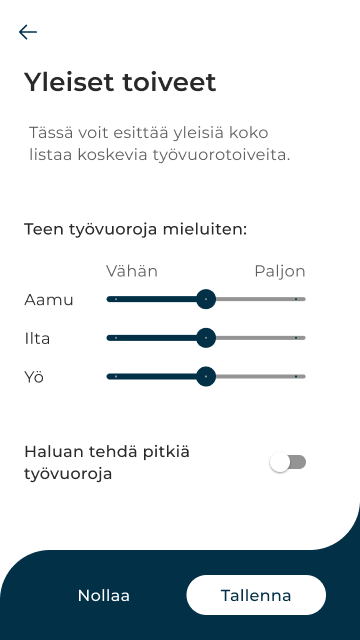 Yleiset toiveet
Tässä voit esittää yleisiä koko
listaa koskevia työvuorotoiveita.
Teen työvuoroja mieluiten:
Vähän Paljon
Aamu
Ilta
Yö
Haluan tehdä pitkiä
työvuoroja
Nollaa Tallenna